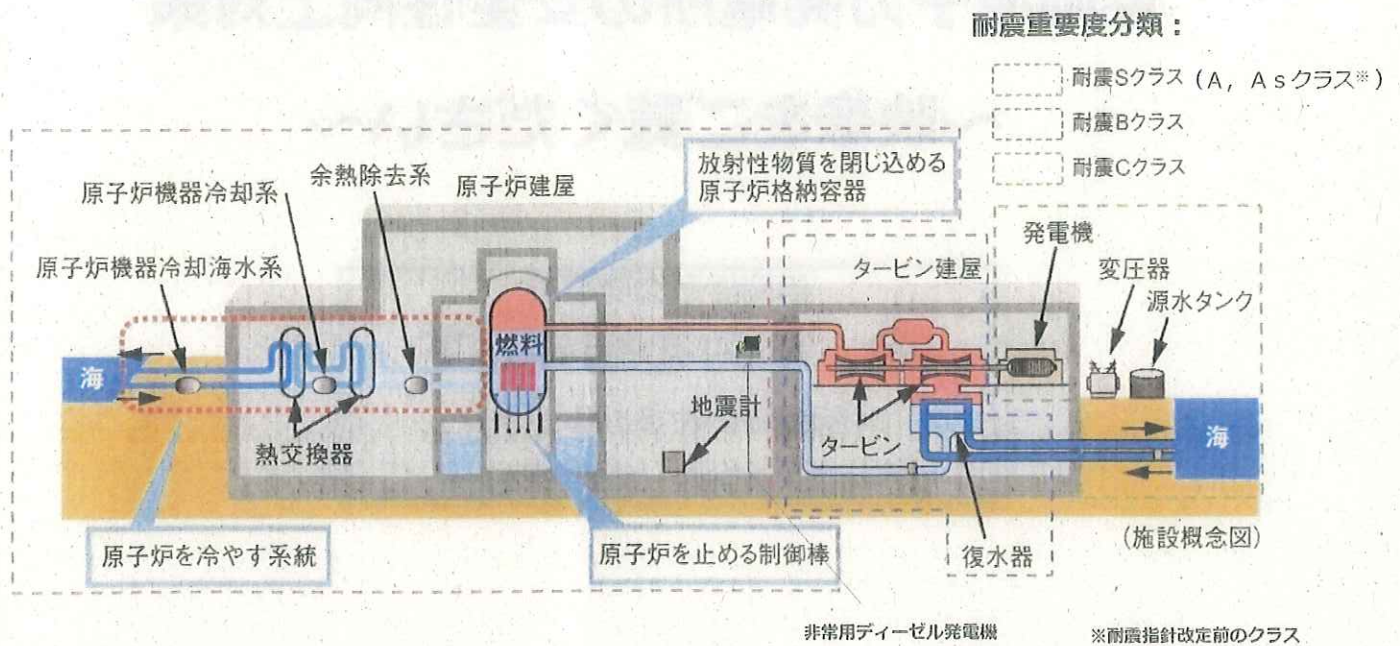 耐震重要度分類：
耐震Sクラス（A，Asクラス※）
耐震Bクラス
耐震Cクラス
放射性物質を閉じ込める
原子炉格納容器
余熱除去系
原子炉建屋
原子炉機器冷却系
原子炉機器冷却海水系
発電機
タービン建屋
変圧器
源水タンク
燃料
海
地震計
タービン
熱交換器
海
原子炉を冷やす系統
原子炉を止める制御棒
復水器
（施設概念図）
非常用ディーゼル発電機
※耐震指針改定前のクラス